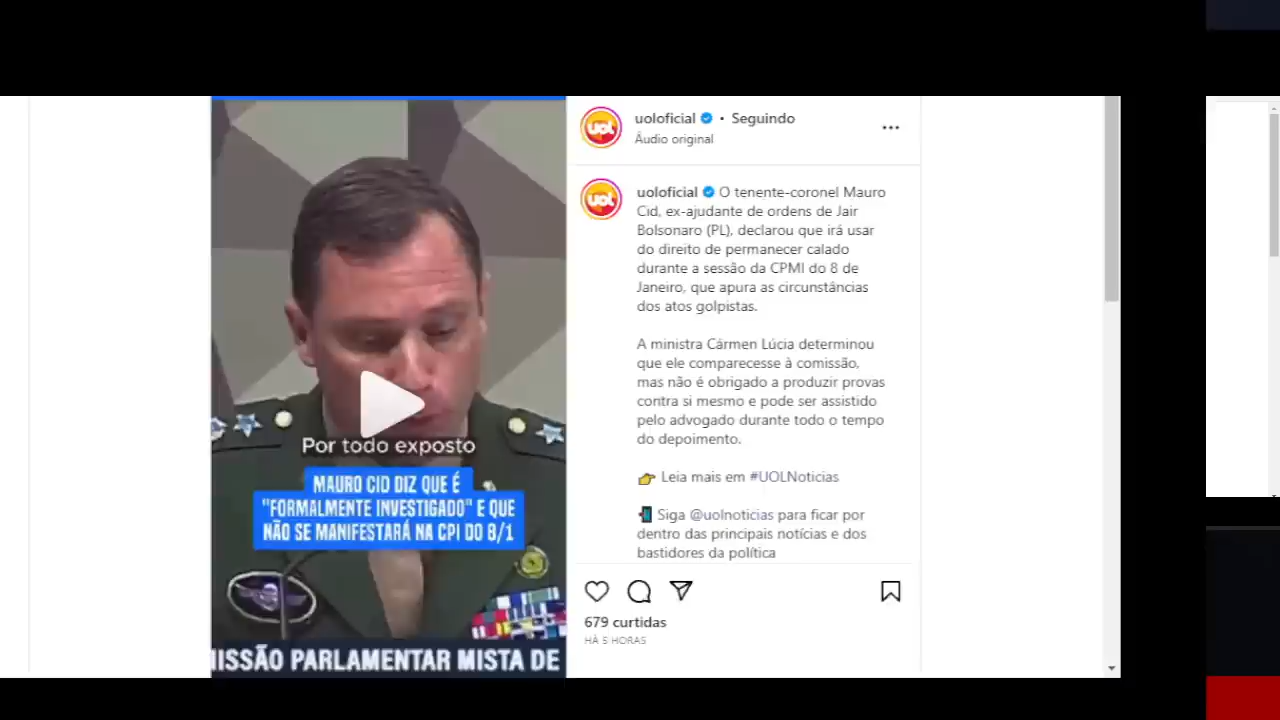 uoloficial • Seguindo
Áudio original
uoloficial O tenente-coronel Mauro
Cid, ex-ajudante de ordens de Jair
Bolsonaro (PL), declarou que irá usar
do direito de permanecer calado
durante a sessão da CPMI do 8 de
Janeiro, que apura as circunstâncias
dos atos golpistas.
A ministra Cármen Lúcia determinou
que ele comparecesse à comissão,
mas não é obrigado a produzir provas
contra si mesmo e pode ser assistido
pelo advogado durante todo o tempo
do depoimento.
👉 Leia mais em #UOLNoticias
📲 Siga @uolnoticias para ficar por
dentro das principais notícias e dos
bastidores da política
679 curtidas
HÁ 5 HORAS
uol
uol
Por todo exposto
MAURO CID DIZ QUE É
"FORMALMENTE INVESTIGADO" E QUE
NÃO SE MANIFESTARÁ NA CPI DO 8/1
MISSÃO PARLAMENTAR MISTA DE